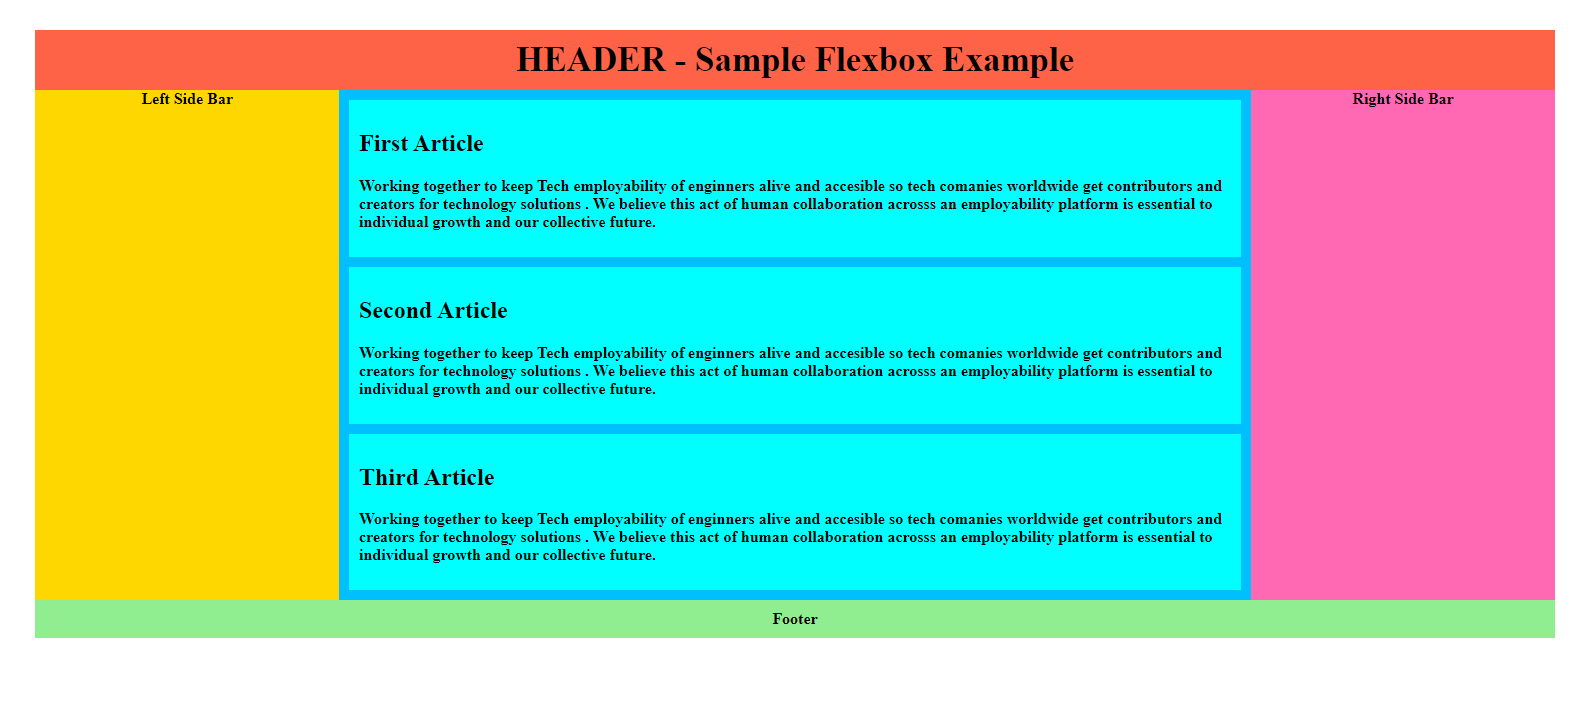 HEADER - Sample Flexbox Example
Left Side Bar
First Article
Working together to keep Tech employability of enginners alive and accesible so tech comanies worldwide get contributors and
creators for technology solutions . We believe this act of human collaboration acrosss an employability platform is essential to
individual growth and our collective future.
Second Article
Working together to keep Tech employability of enginners alive and accesible so tech comanies worldwide get contributors and
creators for technology solutions . We believe this act of human collaboration acrosss an employability platform is essential to
individual growth and our collective future.
Third Article
Working together to keep Tech employability of enginners alive and accesible so tech comanies worldwide get contributors and
creators for technology solutions . We believe this act of human collaboration acrosss an employability platform is essential to
individual growth and our collective future.
Right Side Bar
Footer